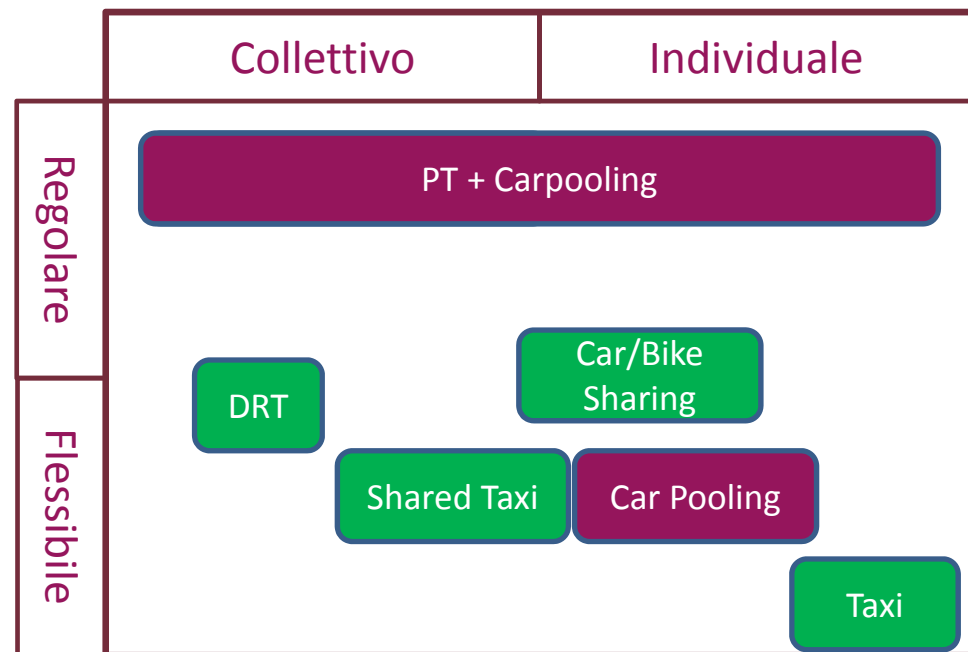 Collettivo
Individuale
Regolare
PT + Carpooling
Car/Bike
Sharing
DRT
Flessibile
Shared Taxi
Car Pooling
Taxi